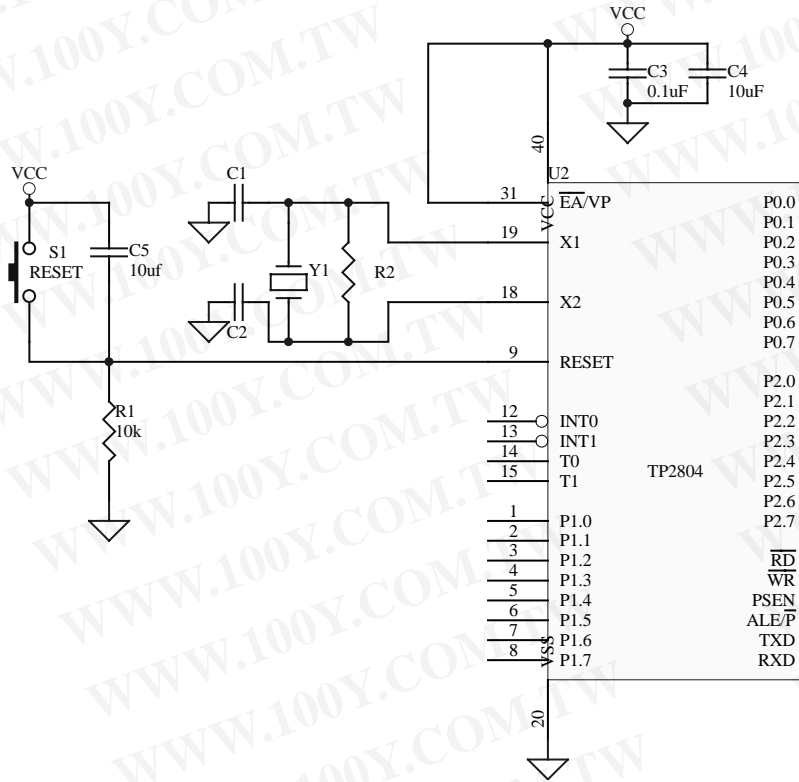 VCC
C3
0.1uF
C4
10uF
40
U2
VCC
31
EA/VP
19
X1
18
X2
9
RESET
12
INT0
13
INT1
14
T0
15
T1
1
P1.0
2
P1.1
3
P1.2
4
P1.3
5
P1.4
6
P1.5
7
P1.6
8
P1.7
VSS
20
TP2804
P0.0
P0.1
P0.2
P0.3
P0.4
P0.5
P0.6
P0.7
P2.0
P2.1
P2.2
P2.3
P2.4
P2.5
P2.6
P2.7
RD
WR
PSEN
ALE/P
TXD
RXD
VCC
S1
RESET
C5
10uf
R1
10k
C1
C2
Y1
R2
WWW.100Y.COM.TW